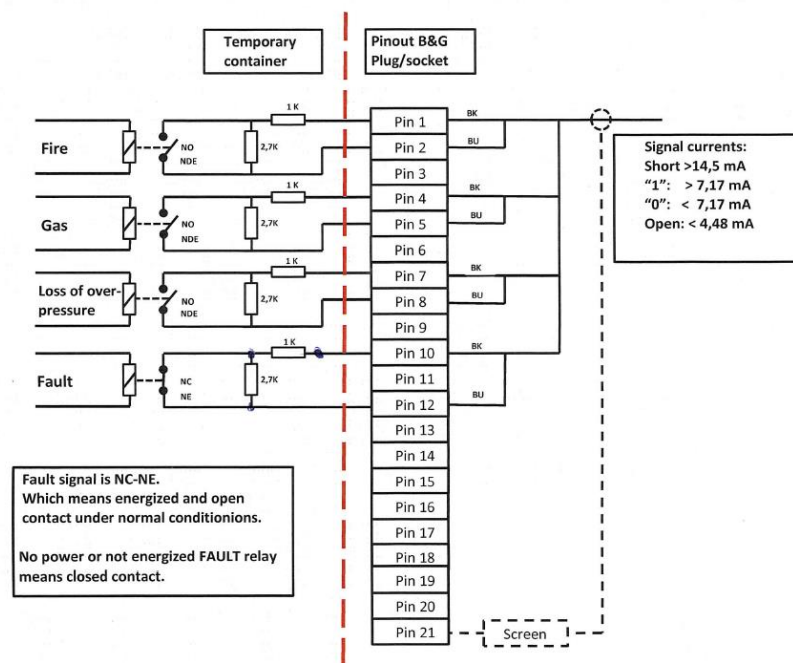 Temporary
container
Pinout B&G
Plug/socket
Fire
NO
NDE
2,7K
1 K
Gas
NO
NDE
2,7K
1 K
Loss of over-
pressure
NO
NDE
2,7K
1 K
Fault
NC
NE
2,7K
1 K
Pin 1
Pin 2
Pin 3
Pin 4
Pin 5
Pin 6
Pin 7
Pin 8
Pin 9
Pin 10
Pin 11
Pin 12
Pin 13
Pin 14
Pin 15
Pin 16
Pin 17
Pin 18
Pin 19
Pin 20
Pin 21
BK
BU
BK
BU
BK
BU
BK
BU
Signal currents:
Short >14,5 mA
“1”: > 7,17 mA
“0”: < 7,17 mA
Open: < 4,48 mA
Fault signal is NC-NE.
Which means energized and open
contact under normal conditionions.
No power or not energized FAULT relay
means closed contact.
Screen